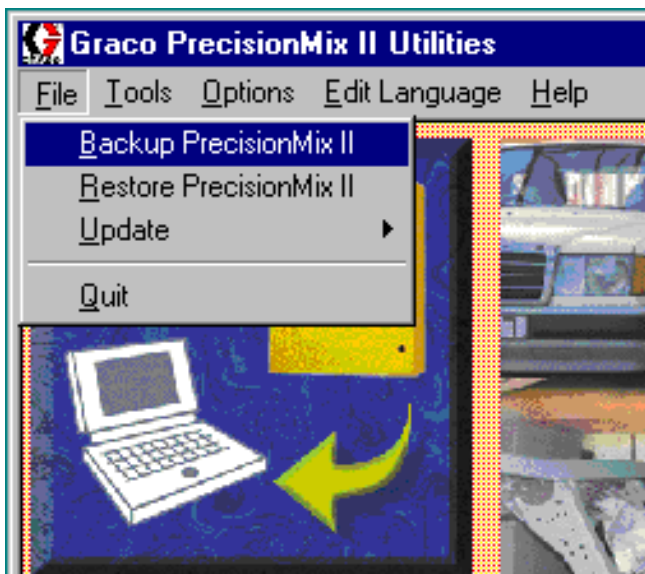 Graco PrecisionMix II Utilities
File Tools Options Edit Language Help
Backup PrecisionMix II
Restore PrecisionMix II
Update
Quit